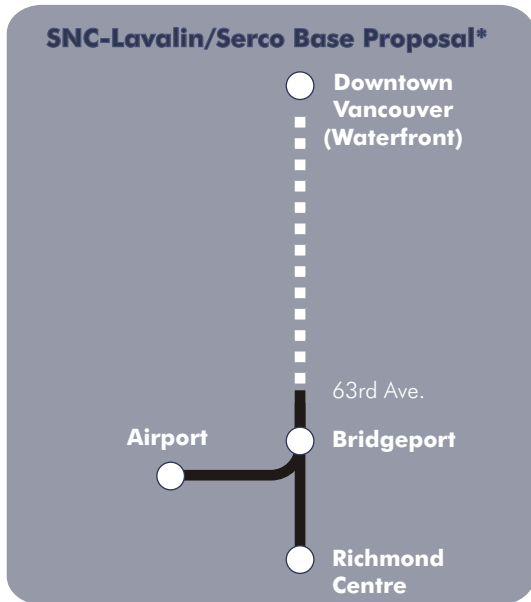 SNC-Lavalin/Serco Base Proposal*
Downtown
Vancouver
(Waterfront)
63rd Ave.
Airport
Bridgeport
Richmond
Centre